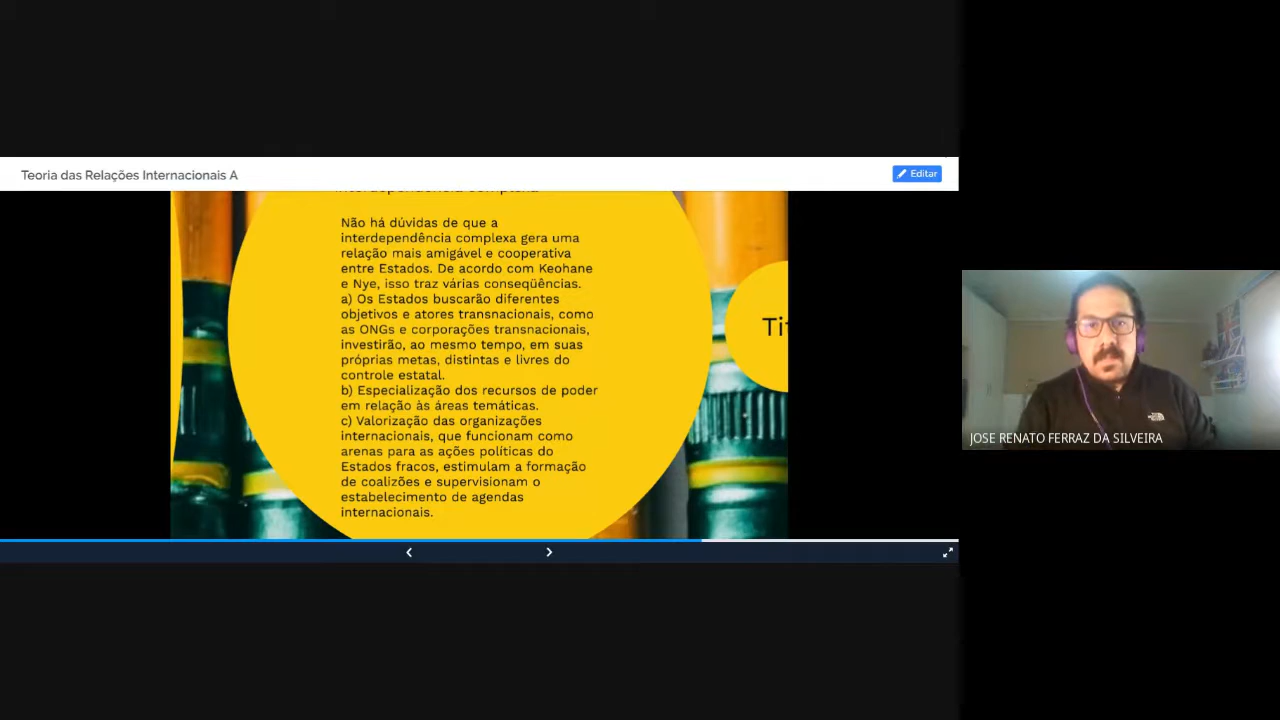 Teoria das Relações Internacionais A
Editar
interdependência complexa
Não há dúvidas de que a
interdependência complexa gera uma
relação mais amigável e cooperativa
entre Estados. De acordo com Keohane
e Nye, isso traz várias conseqüências.
a) Os Estados buscarão diferentes
objetivos e atores transnacionais, como
as ONGs e corporações transnacionais,
investirão, ao mesmo tempo, em suas
próprias metas, distintas e livres do
controle estatal.
b) Especialização dos recursos de poder
em relação às áreas temáticas.
c) Valorização das organizações
internacionais, que funcionam como
arenas para as ações políticas do
Estados fracos, estimulam a formação
de coalizões e supervisionam o
estabelecimento de agendas
internacionais.
JOSE RENATO FERRAZ DA SILVEIRA